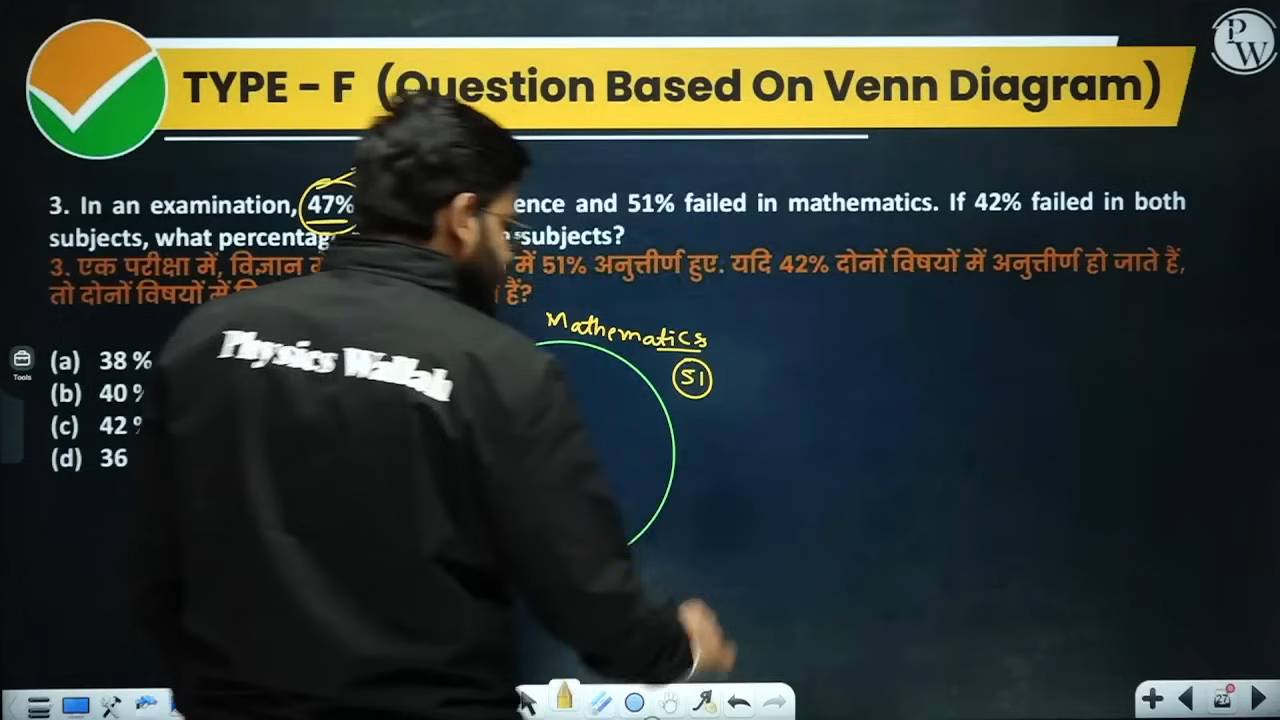 PW
TYPE - F (Question Based On Venn Diagram)
3. In an examination, 47% ence and 51% failed in mathematics. If 42% failed in both
subjects, what percentag subjects?
3. एक परीक्षा में, विज्ञान में 51% अनुत्तीर्ण हुए. यदि 42% दोनों विषयों में अनुत्तीर्ण हो जाते हैं,
तो दोनों विषयों में हैं?
Mathematics
51
(a) 38 %
(b) 40 %
(c) 42 %
(d) 36
Tools
Physics Wallah
27